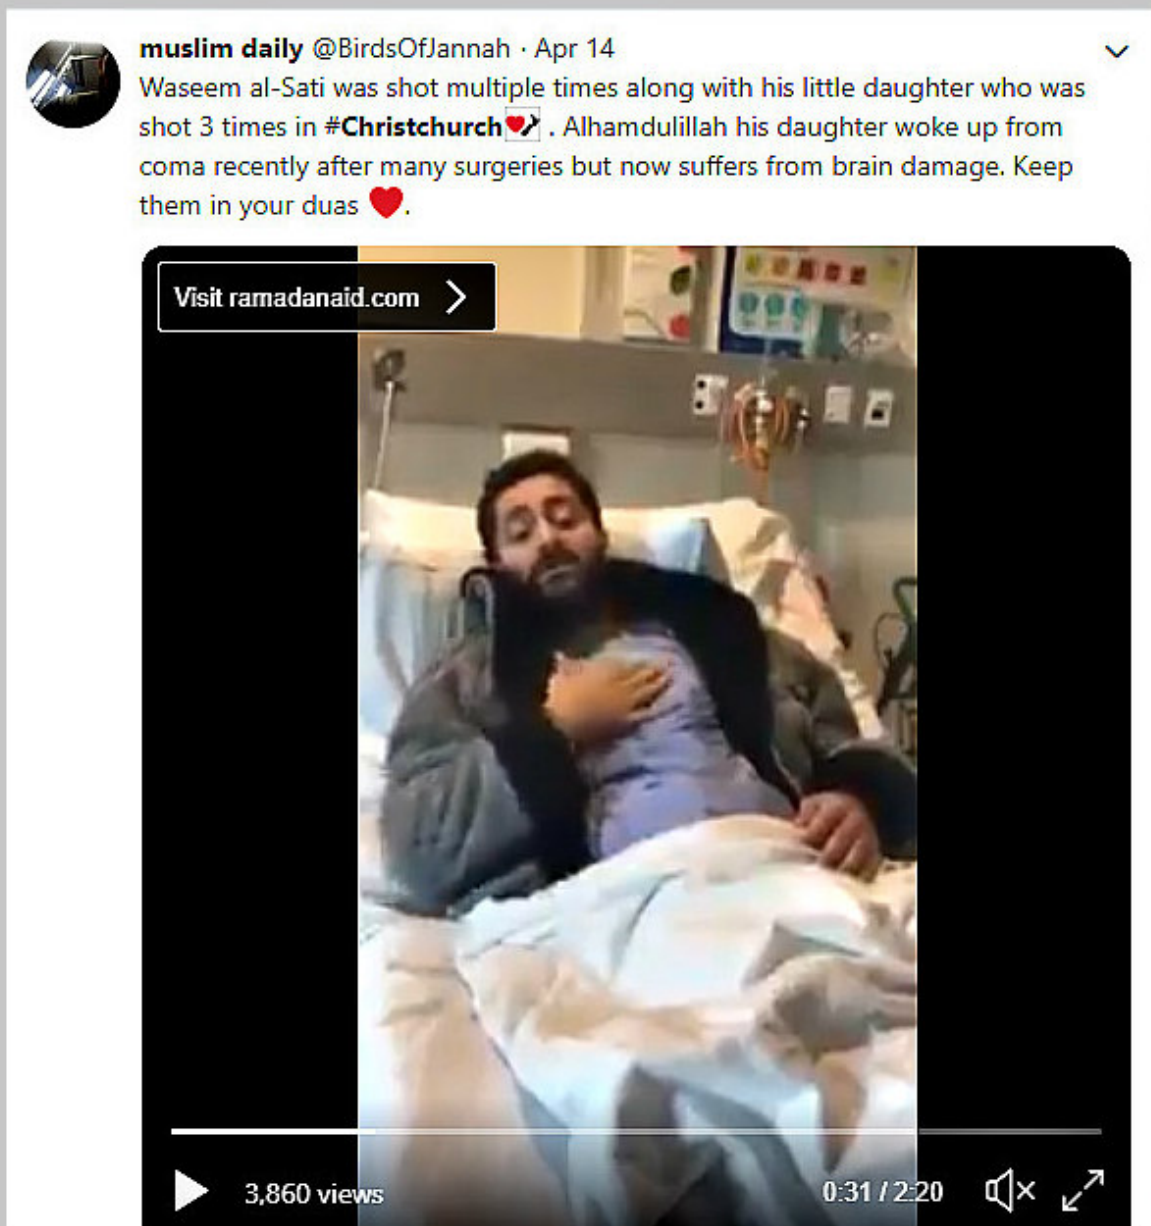 muslim daily @BirdsOfJannah · Apr 14
Waseem al-Sati was shot multiple times along with his little daughter who was
shot 3 times in #Christchurch . Alhamdulillah his daughter woke up from
coma recently after many surgeries but now suffers from brain damage. Keep
them in your duas ❤.
Visit ramadanaid.com
3,860 views
0:31 / 2:20